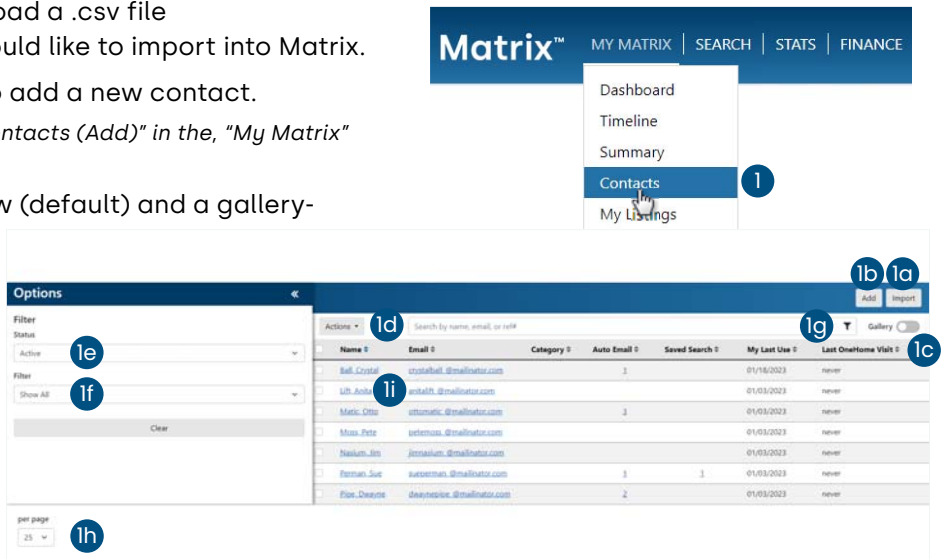 oad a .csv file
ould like to import into Matrix.
o add a new contact.
ntacts (Add)" in the, "My Matrix"
w (default) and a gallery-
Matrix™ MY MATRIX | SEARCH | STATS | FINANCE
Dashboard
Timeline
Summary
Contacts 1
My Listings
1b 1a
Options «
Add Import
Filter
Status
Actions 1d Search by name, email, or ref# 1g Gallery
Active 1e
Name Email Category Auto Email Saved Search My Last Use Last OneHome Visit 1c
Ball, Crystal crystalball @mailinator.com 1 01/18/2023 never
Filter
Show All 1f
Lift, Anita 1i anitalift @mailinator.com 01/03/2023 never
Matic, Otto ottomatic @mailinator.com 3 01/03/2023 never
Clear
Moss, Pete petemoss @mailinator.com 01/03/2023 never
Nasium, Jim jimnasium @mailinator.com 01/03/2023 never
Perman, Sue sueperman @mailinator.com 1 1 01/03/2023 never
Pipe, Dwayne dwaynepipe @mailinator.com 2 01/03/2023 never
per page
25 1h